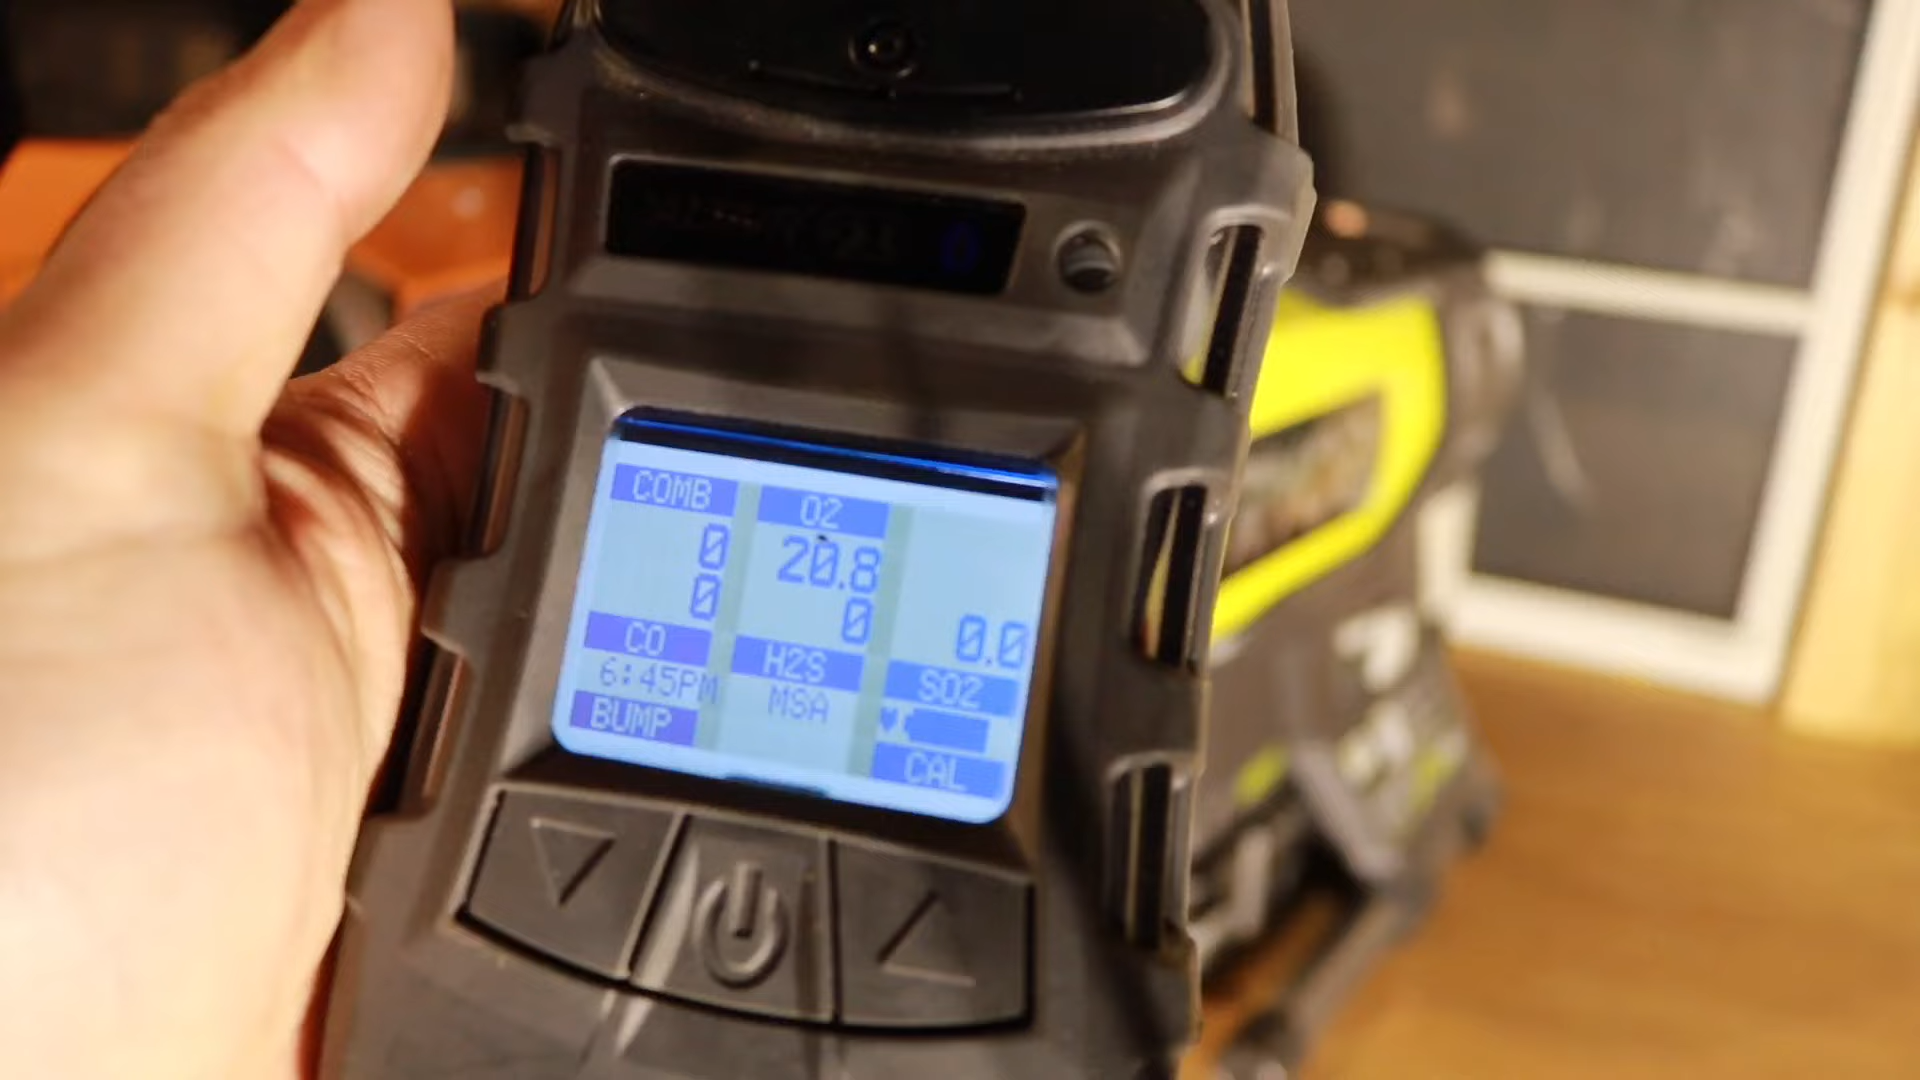 COMB O2
0 20.8
0 0 0.0
CO H2S SO2
6:45PM MSA
BUMP CAL